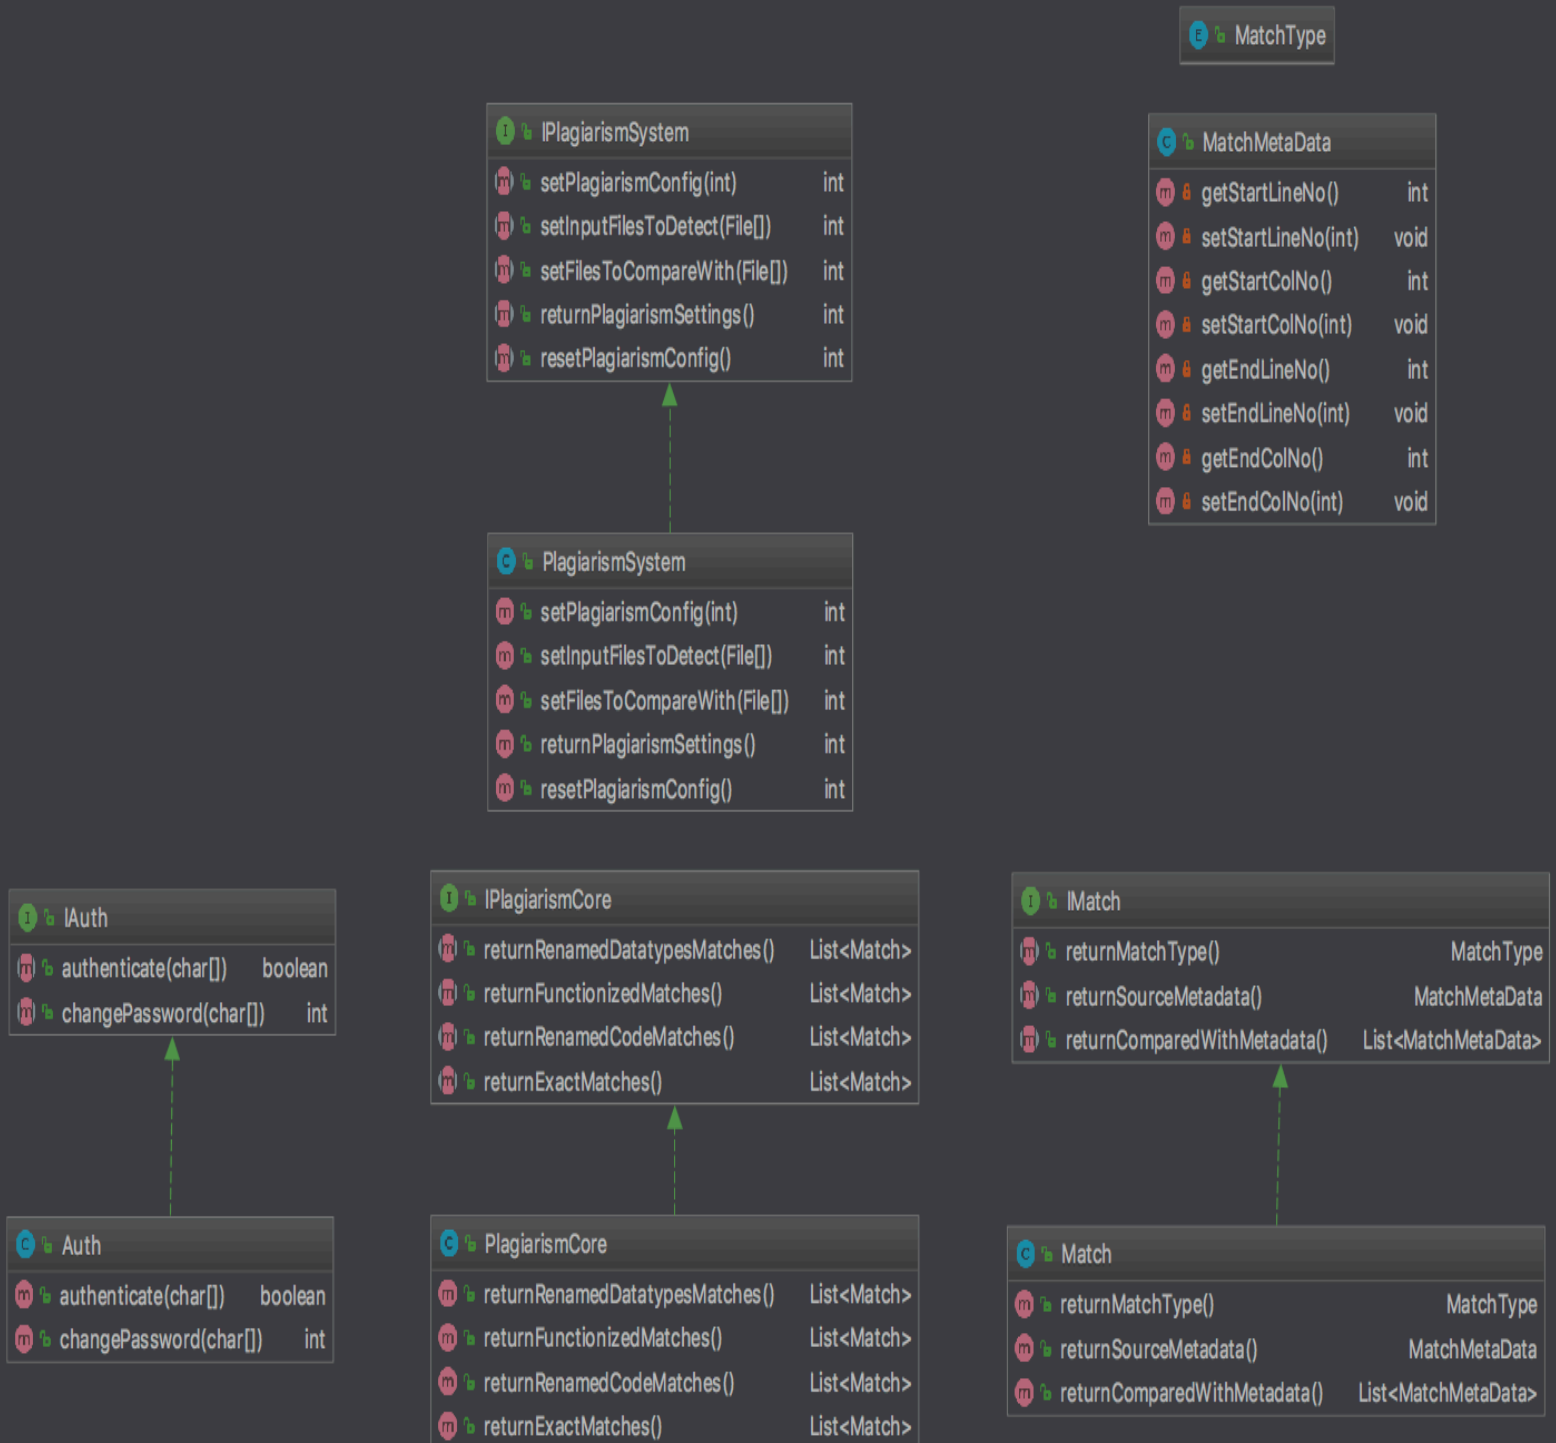 MatchType
IPlagiarismSystem
setPlagiarismConfig(int) int
setInputFilesToDetect(File[]) int
setFilesToCompareWith(File[]) int
returnPlagiarismSettings() int
resetPlagiarismConfig() int
MatchMetaData
getStartLineNo() int
setStartLineNo(int) void
getStartColNo() int
setStartColNo(int) void
getEndLineNo() int
setEndLineNo(int) void
getEndColNo() int
setEndColNo(int) void
PlagiarismSystem
setPlagiarismConfig(int) int
setInputFilesToDetect(File[]) int
setFilesToCompareWith(File[]) int
returnPlagiarismSettings() int
resetPlagiarismConfig() int
IAuth
authenticate(char[]) boolean
changePassword(char[]) int
IPlagiarismCore
returnRenamedDatatypesMatches() List<Match>
returnFunctionizedMatches() List<Match>
returnRenamedCodeMatches() List<Match>
returnExactMatches() List<Match>
IMatch
returnMatchType() MatchType
returnSourceMetadata() MatchMetaData
returnComparedWithMetadata() List<MatchMetaData>
Auth
authenticate(char[]) boolean
changePassword(char[]) int
PlagiarismCore
returnRenamedDatatypesMatches() List<Match>
returnFunctionizedMatches() List<Match>
returnRenamedCodeMatches() List<Match>
returnExactMatches() List<Match>
Match
returnMatchType() MatchType
returnSourceMetadata() MatchMetaData
returnComparedWithMetadata() List<MatchMetaData>